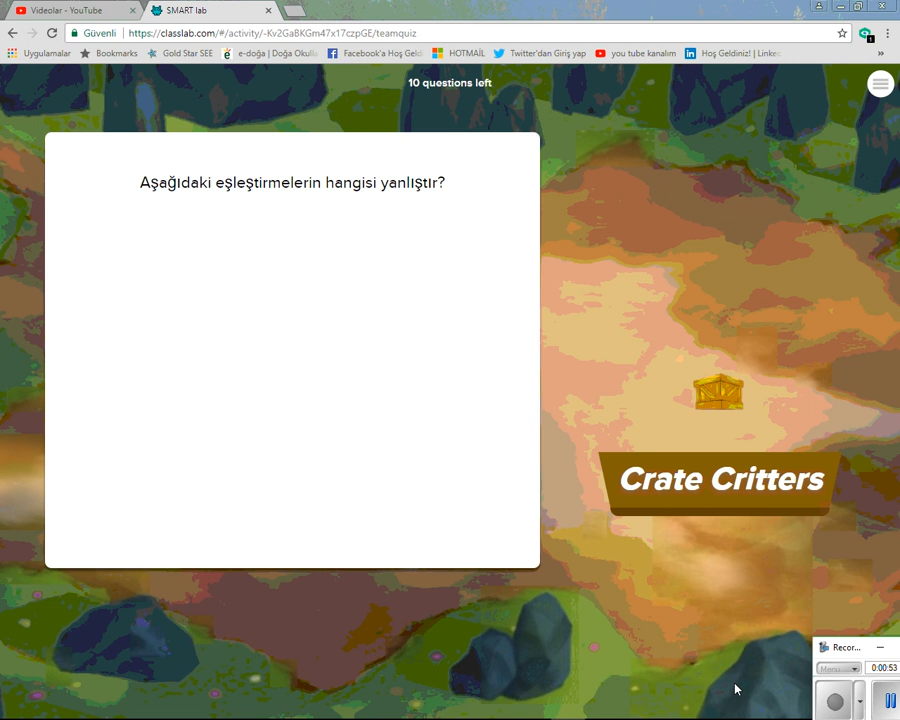 Videolar - YouTube
SMART lab
Güvenli
https://classlab.com/#/activity/-Kv2GaBKGm47x17czpGE/teamquiz
Uygulamalar
Bookmarks
Gold Star SEE
e-doğa | Doğa Okulla
Facebook'a Hoş Geldi
HOTMAİL
Twitter'dan Giriş yap
you tube kanalım
Hoş Geldiniz! | Linke
10 questions left
Aşağıdaki eşleştirmelerin hangisi yanlıştır?
Crate Critters
Recor...
Menu
0:00:53